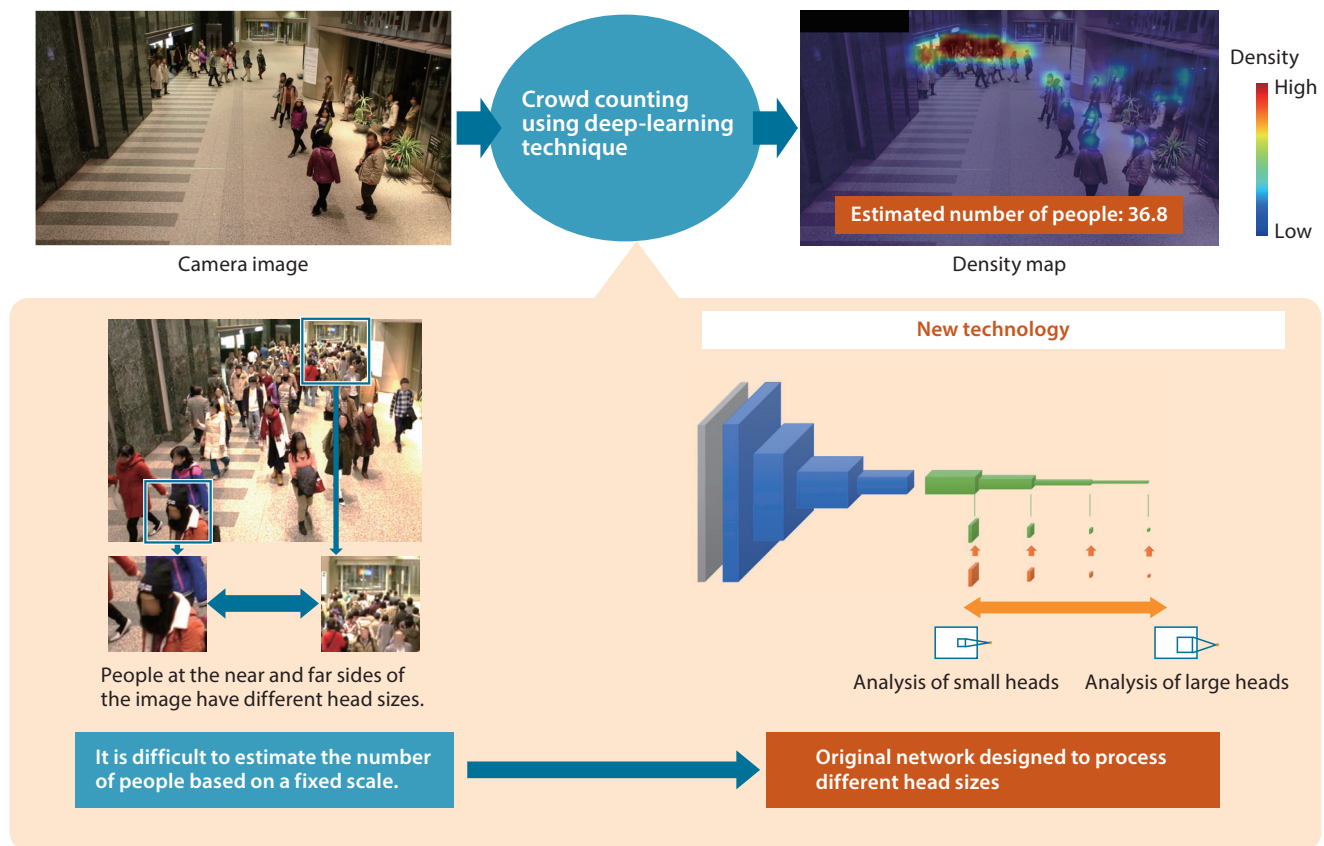 Crowd counting
using deep-learning
technique
Density
High
Low
Estimated number of people: 36.8
Camera image
Density map
New technology
People at the near and far sides of
the image have different head sizes.
Analysis of small heads
Analysis of large heads
It is difficult to estimate the number
of people based on a fixed scale.
Original network designed to process
different head sizes